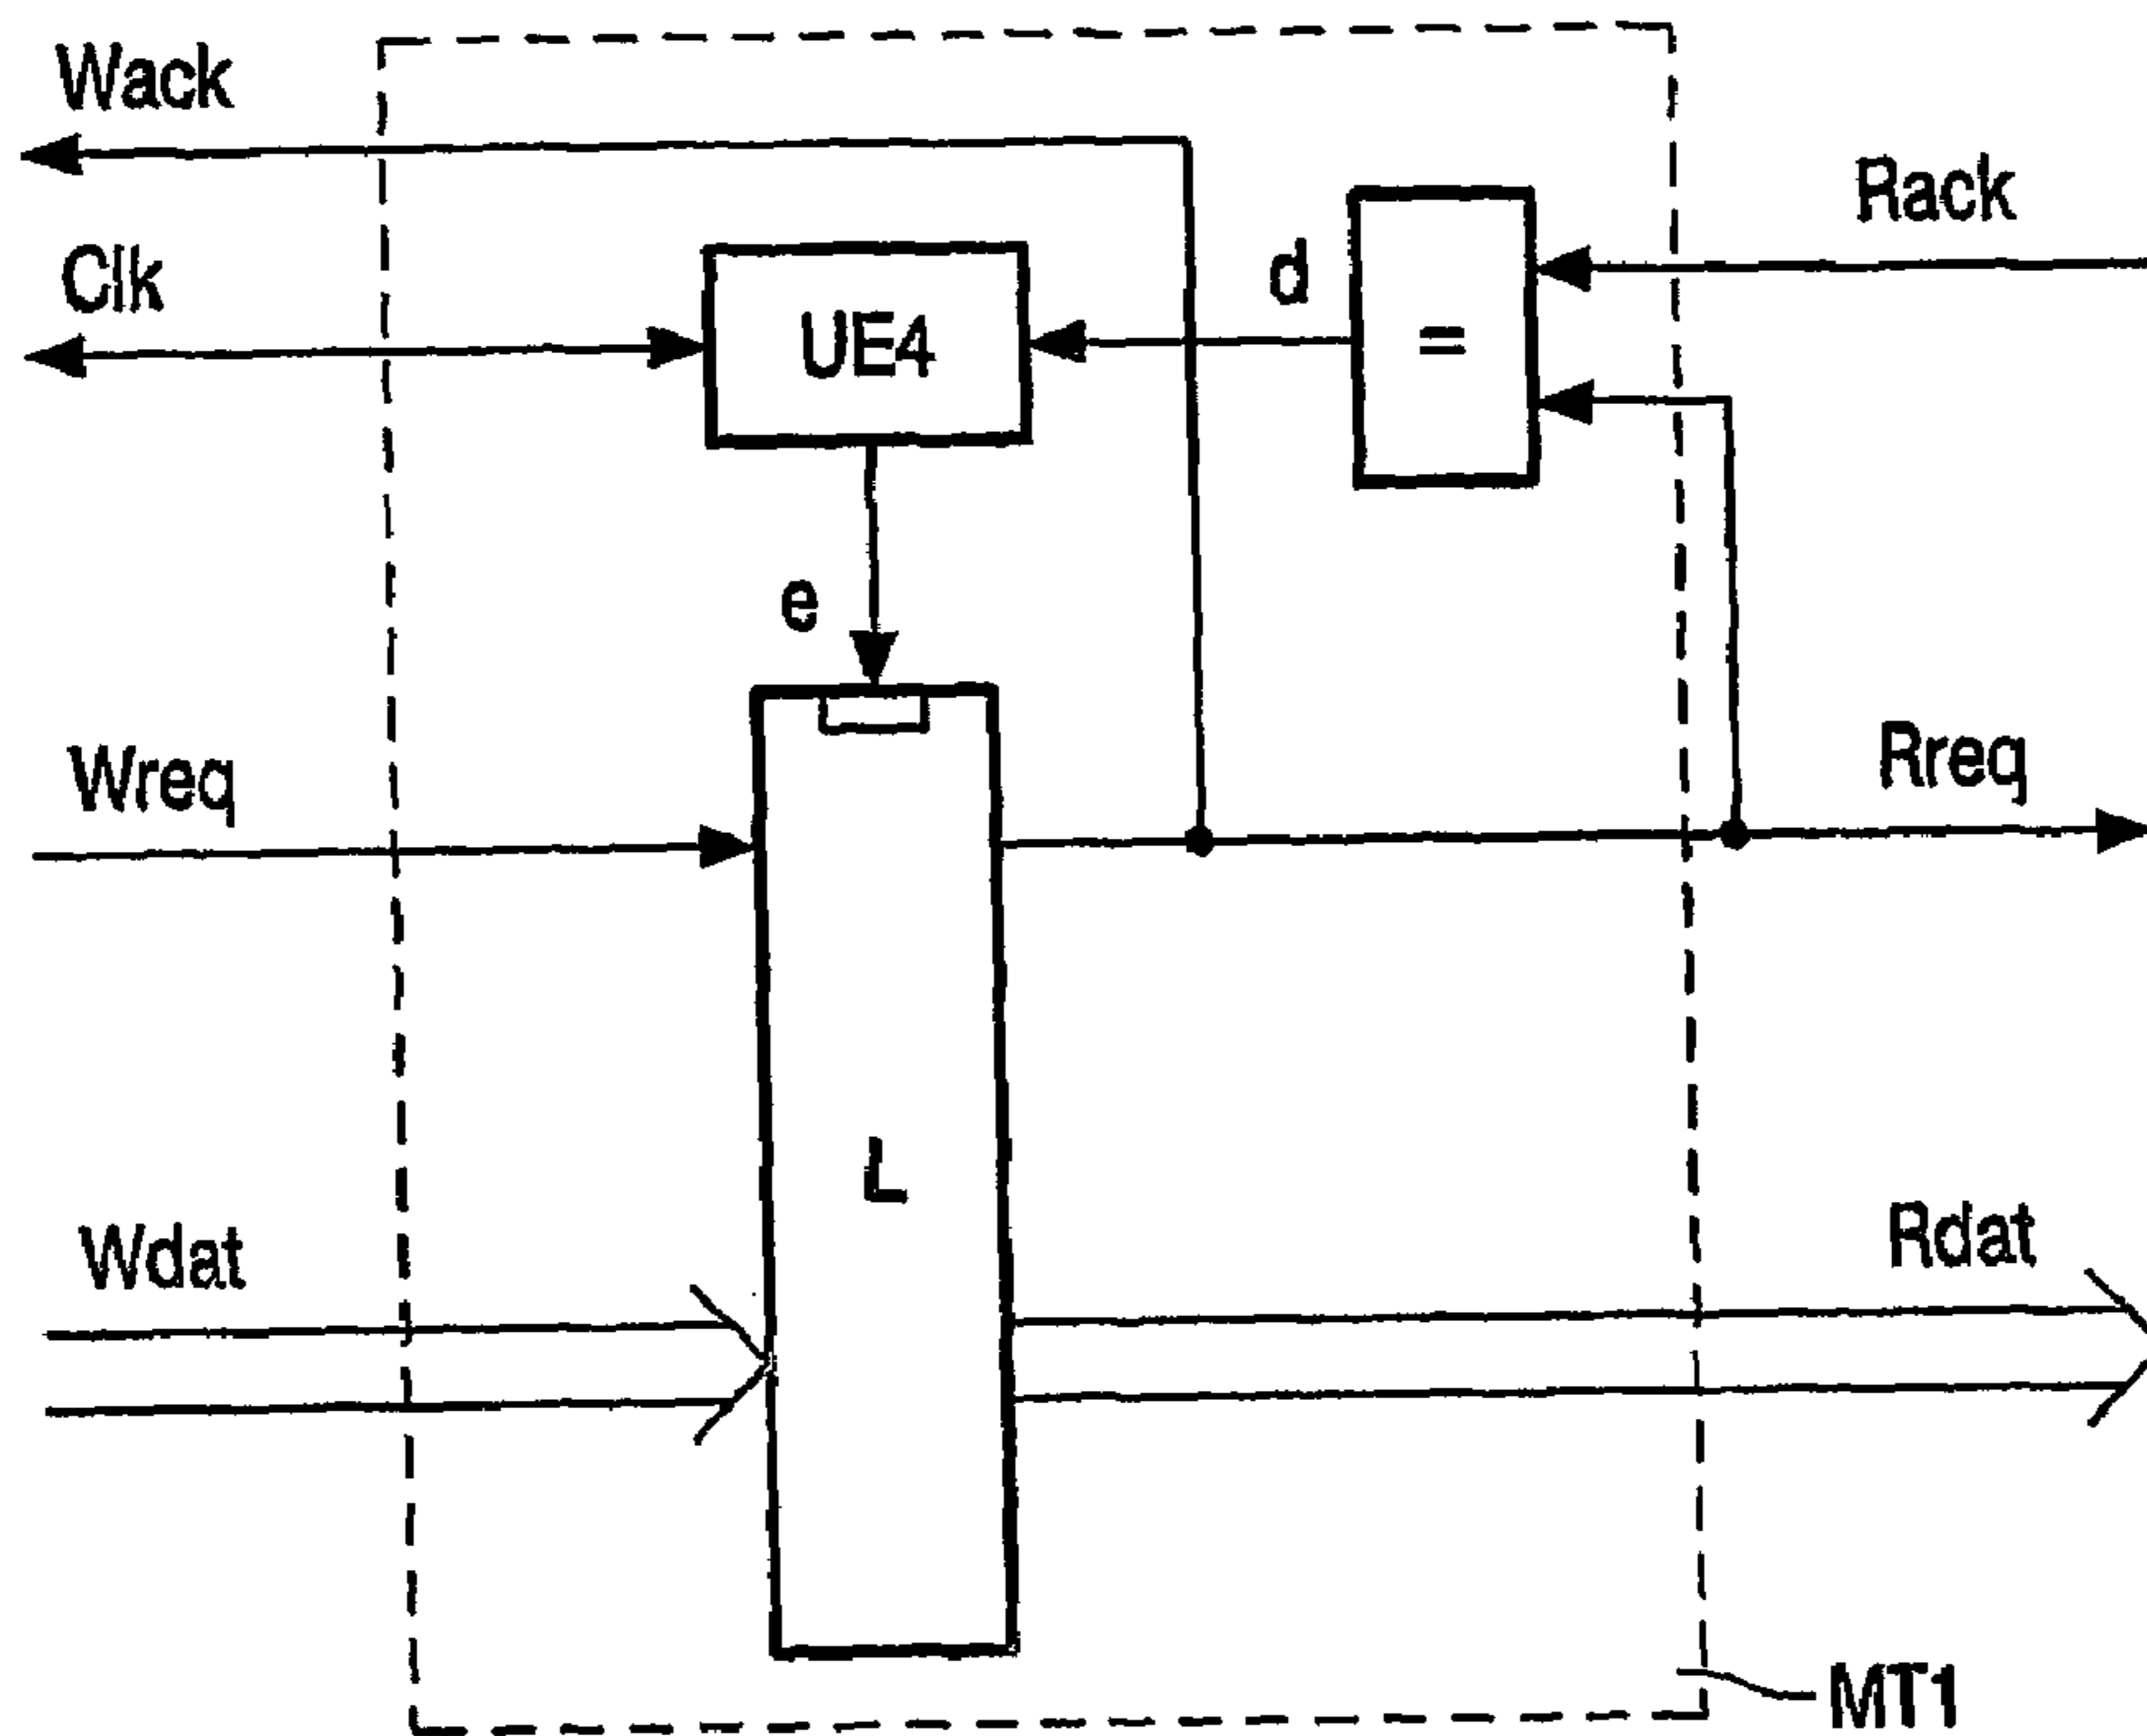 Wack
Rack
Clk
d
UE4
=
e
Wreq
Rreq
L
Wdat
Rdat
MT1